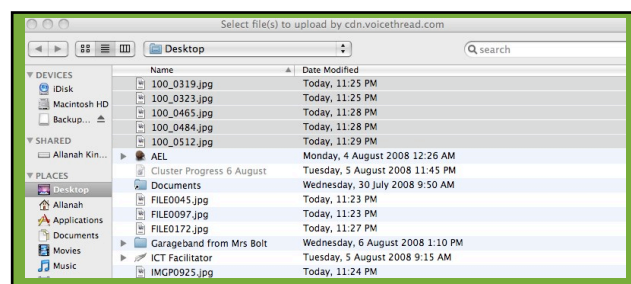 Select file(s) to upload by cdn.voicethread.com
Desktop
search
Name Date Modified
DEVICES
iDisk
Macintosh HD
Backup...
SHARED
Allanah Kin...
PLACES
Desktop
Allanah
Applications
Documents
Movies
Music
100_0319.jpg Today, 11:25 PM
100_0323.jpg Today, 11:25 PM
100_0465.jpg Today, 11:28 PM
100_0484.jpg Today, 11:28 PM
100_0512.jpg Today, 11:29 PM
AEL Monday, 4 August 2008 12:26 AM
Cluster Progress 6 August Tuesday, 5 August 2008 11:45 PM
Documents Wednesday, 30 July 2008 9:50 AM
FILE0045.jpg Today, 11:23 PM
FILE0097.jpg Today, 11:23 PM
FILE0172.jpg Today, 11:27 PM
Garageband from Mrs Bolt Wednesday, 6 August 2008 1:10 PM
ICT Facilitator Tuesday, 5 August 2008 9:15 AM
IMGP0925.jpg Today, 11:24 PM